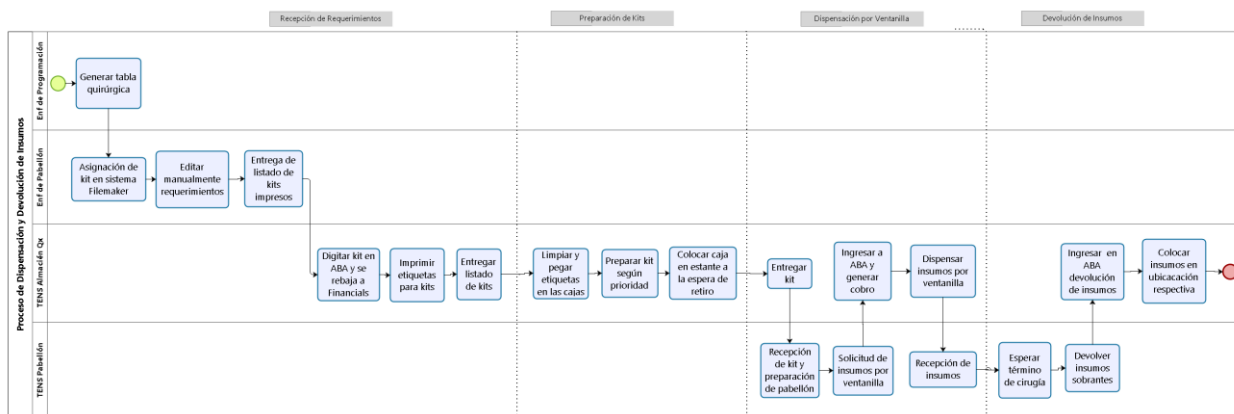 Recepción de Requerimientos
Preparación de Kits
Dispensación por Ventanilla
Devolución de Insumos
Proceso de Dispensación y Devolución de Insumos
Enf de Programación
Generar tabla
quirúrgica
Enf de Pabellón
Asignación de
kit en sistema
Filemaker
Editar
manualmente
requerimientos
Entrega de
listado de
kits
impresos
TENS Almacén Qx
Digitar kit en
ABA y se
rebaja a
Financials
Imprimir
etiquetas
para kits
Entregar
listado
de kits
Limpiar y
pegar
etiquetas
en las cajas
Preparar kit
según
prioridad
Colocar caja
en estante a
la espera de
retiro
Entregar
kit
Ingresar a
ABA y
generar
cobro
Dispensar
insumos por
ventanilla
Ingresar en
ABA
devolución
de insumos
Colocar
insumos en
ubicacación
respectiva
TENS Pabellón
Recepción
de kit y
preparación
de pabellón
Solicitud de
insumos por
ventanilla
Recepción
de insumos
Esperar
término
de cirugía
Devolver
insumos
sobrantes